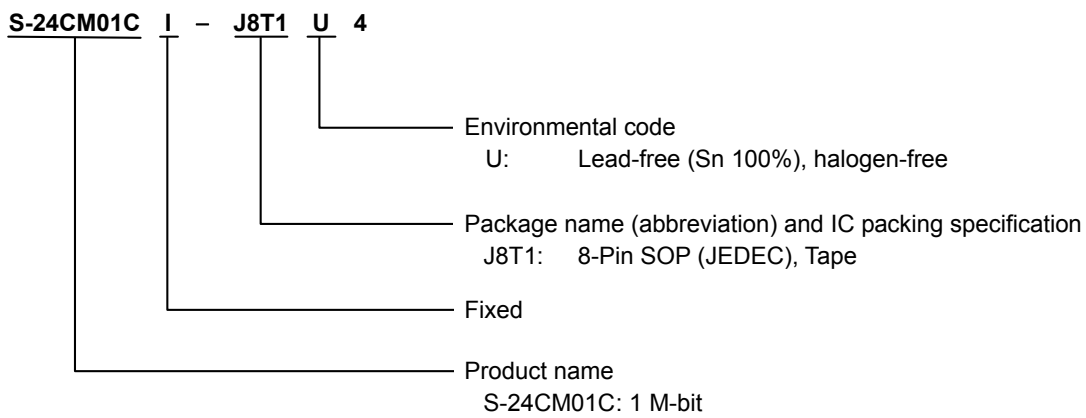 S-24CM01C I – J8T1 U 4
Environmental code
U: Lead-free (Sn 100%), halogen-free
Package name (abbreviation) and IC packing specification
J8T1: 8-Pin SOP (JEDEC), Tape
Fixed
Product name
S-24CM01C: 1 M-bit